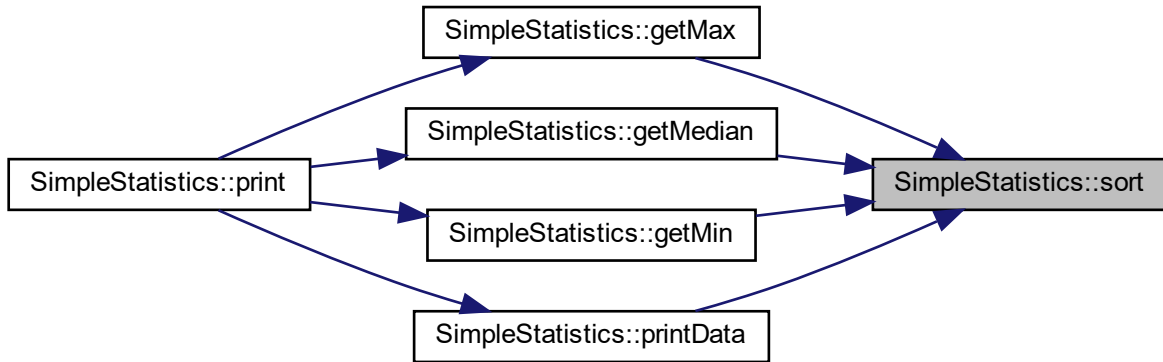 SimpleStatistics::getMax
SimpleStatistics::getMedian
SimpleStatistics::print
SimpleStatistics::sort
SimpleStatistics::getMin
SimpleStatistics::printData